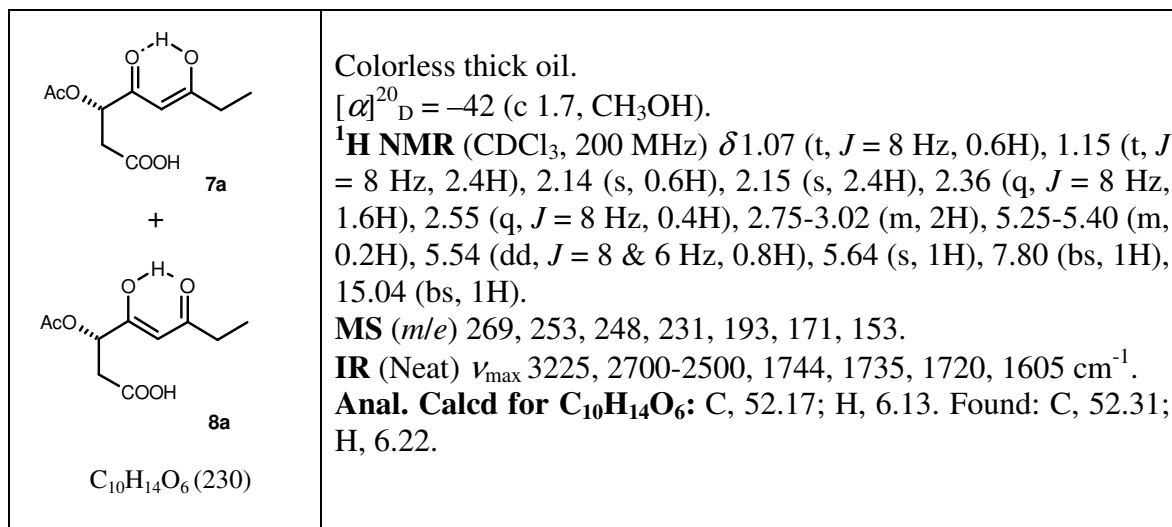 O H O
AcO
COOH
7a
+
O H O
AcO
COOH
8a
C₁₀H₁₄O₆ (230)
Colorless thick oil.
[α]²⁰D = –42 (c 1.7, CH₃OH).
¹H NMR (CDCl₃, 200 MHz) δ 1.07 (t, J = 8 Hz, 0.6H), 1.15 (t, J
= 8 Hz, 2.4H), 2.14 (s, 0.6H), 2.15 (s, 2.4H), 2.36 (q, J = 8 Hz,
1.6H), 2.55 (q, J = 8 Hz, 0.4H), 2.75-3.02 (m, 2H), 5.25-5.40 (m,
0.2H), 5.54 (dd, J = 8 & 6 Hz, 0.8H), 5.64 (s, 1H), 7.80 (bs, 1H),
15.04 (bs, 1H).
MS (m/e) 269, 253, 248, 231, 193, 171, 153.
IR (Neat) νmax 3225, 2700-2500, 1744, 1735, 1720, 1605 cm⁻¹.
Anal. Calcd for C₁₀H₁₄O₆: C, 52.17; H, 6.13. Found: C, 52.31;
H, 6.22.